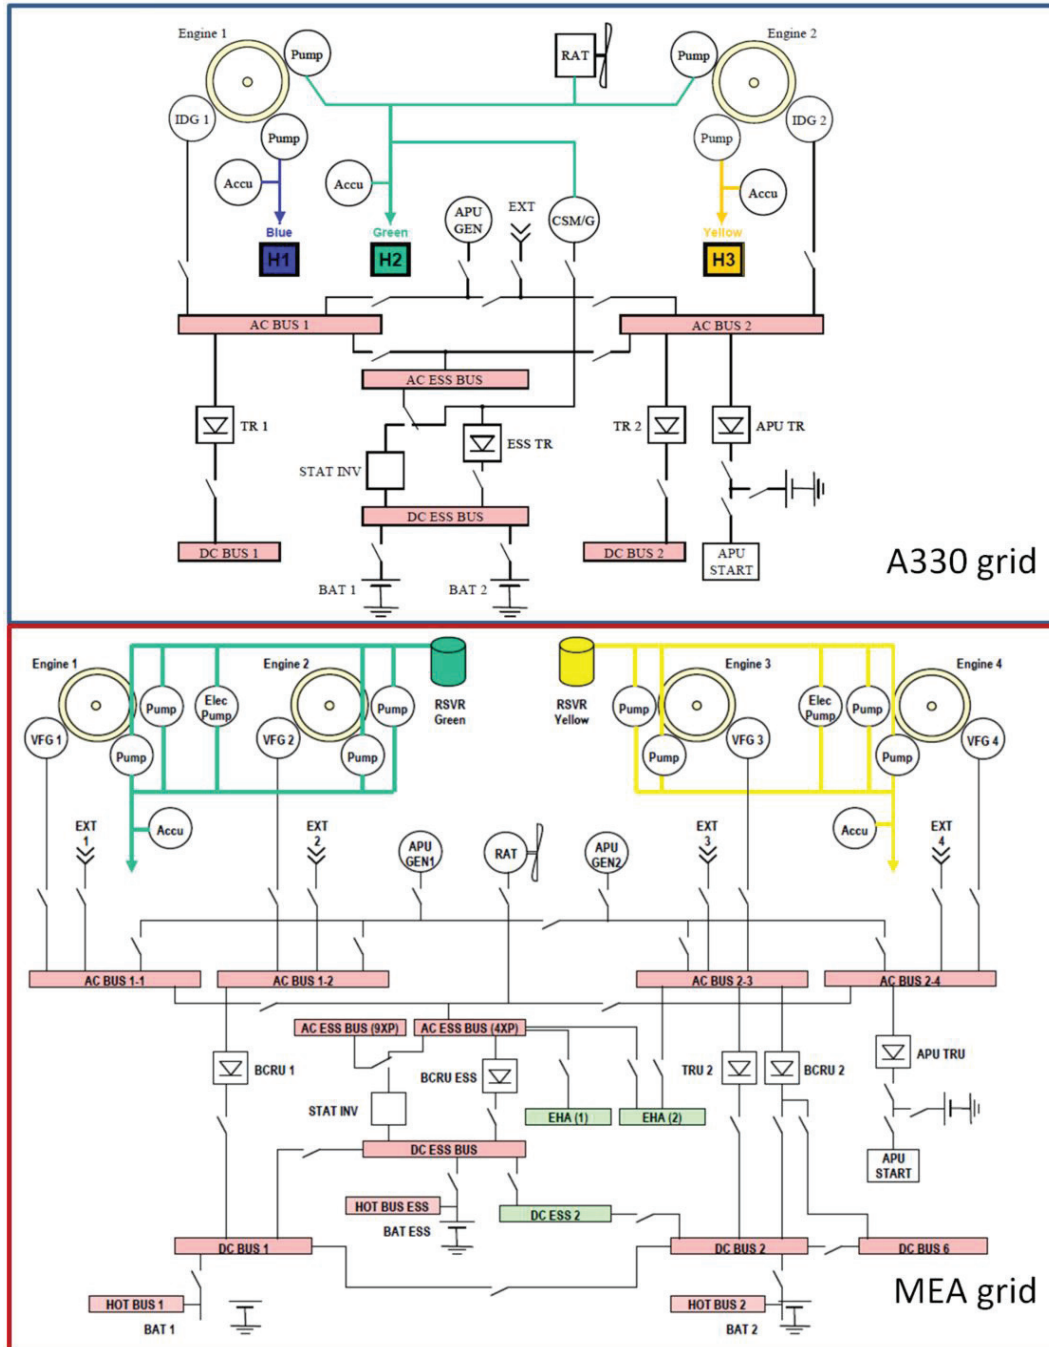 Engine 1
Pump
RAT
Pump
Engine 2
IDG 1
Pump
Pump
IDG 2
Accu
Accu
APU
GEN
EXT
CSM/G
Accu
Blue
Green
Yellow
H1
H2
H3
AC BUS 1
AC BUS 2
AC ESS BUS
TR 1
ESS TR
TR 2
APU TR
STAT INV
DC ESS BUS
DC BUS 1
DC BUS 2
APU
START
BAT 1
BAT 2
A330 grid
Engine 1
Engine 2
Engine 3
Engine 4
RSVR
Green
RSVR
Yellow
Pump
Elec
Pump
Pump
Pump
Elec
Pump
Pump
VFG 1
Pump
VFG 2
Pump
Pump
VFG 3
Pump
VFG 4
EXT
1
Accu
EXT
2
APU
GEN1
RAT
APU
GEN2
EXT
3
Accu
EXT
4
AC BUS 1-1
AC BUS 1-2
AC BUS 2-3
AC BUS 2-4
AC ESS BUS (9XP)
AC ESS BUS (4XP)
BCRU 1
BCRU ESS
TRU 2
BCRU 2
APU TRU
STAT INV
EHA (1)
EHA (2)
DC ESS BUS
APU
START
HOT BUS ESS
DC ESS 2
BAT ESS
DC BUS 1
DC BUS 2
DC BUS 6
HOT BUS 1
HOT BUS 2
BAT 1
BAT 2
MEA grid